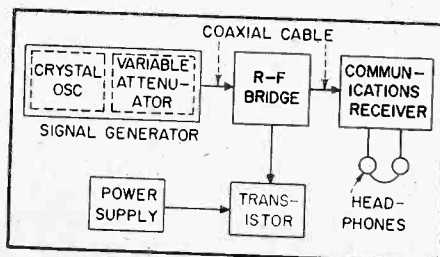 COAXIAL CABLE
CRYSTAL
OSC
VARIABLE
ATTENU-
ATOR
R-F
BRIDGE
COMMUN-
ICATIONS
RECEIVER
SIGNAL GENERATOR
POWER
SUPPLY
TRANS-
ISTOR
HEAD-
PHONES